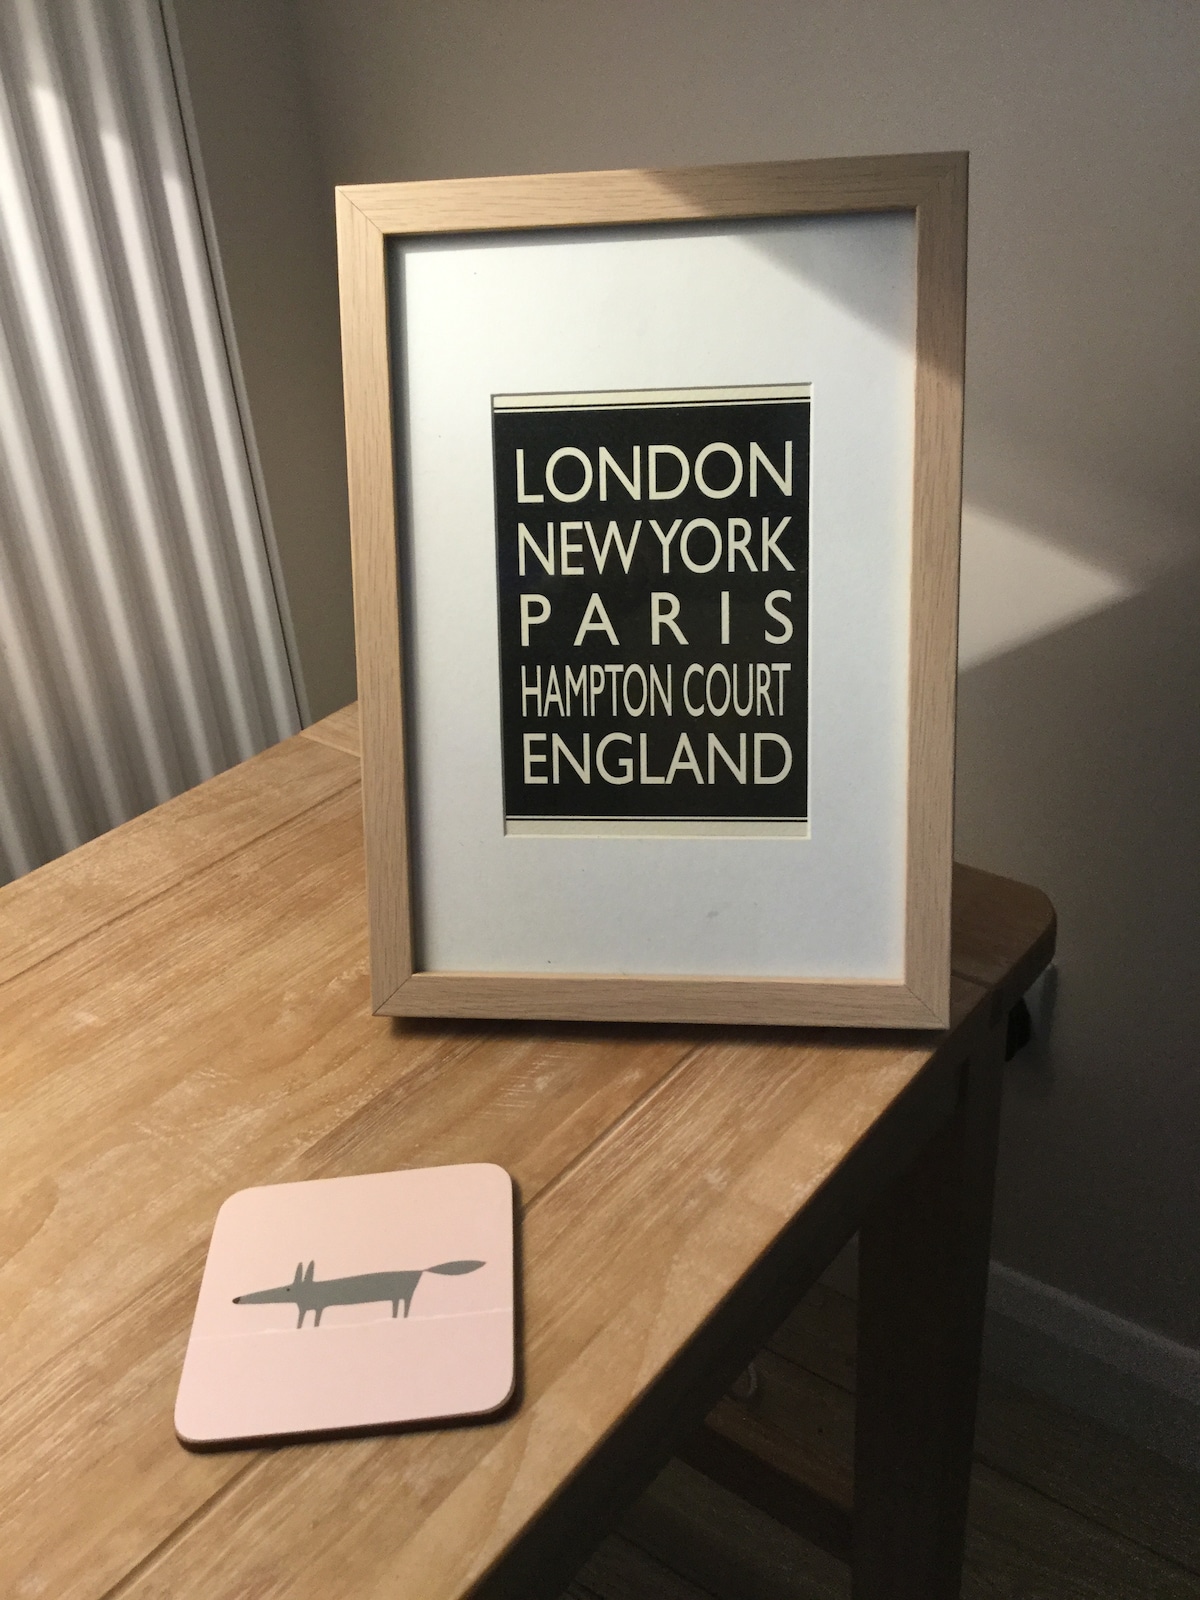 LONDON
NEW YORK
PARIS
HAMPTON COURT
ENGLAND